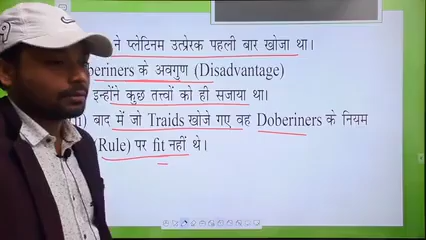 ने प्लेटिनम उत्प्रेरक पहली बार खोजा था।
beriners के अवगुण (Disadvantage)
इन्होंने कुछ तत्त्वों को ही सजाया था।
बाद में जो Traids खोजे गए वह Doberiners के नियम
(Rule) पर fit नहीं थे।